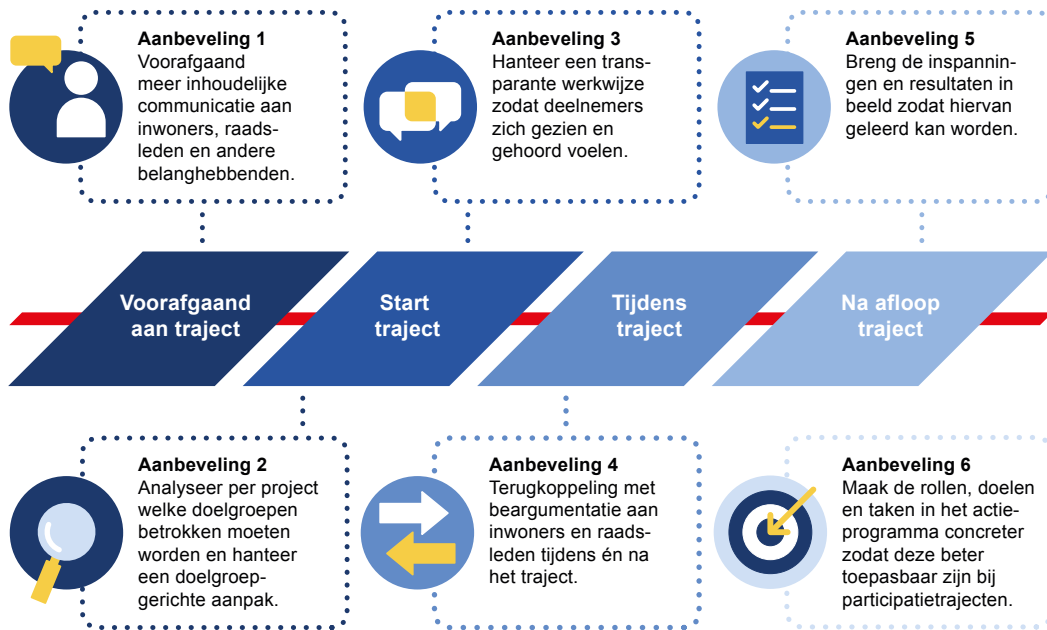 Aanbeveling 1
Voorafgaand
meer inhoudelijke
communicatie aan
inwoners, raads-
leden en andere
belanghebbenden.
Aanbeveling 3
Hanteer een trans-
parante werkwijze
zodat deelnemers
zich gezien en
gehoord voelen.
Aanbeveling 5
Breng de inspannin-
gen en resultaten in
beeld zodat hiervan
geleerd kan worden.
Voorafgaand
aan traject
Start
traject
Tijdens
traject
Na afloop
traject
Aanbeveling 2
Analyseer per project
welke doelgroepen
betrokken moeten
worden en hanteer
een doelgroep-
gerichte aanpak.
Aanbeveling 4
Terugkoppeling met
beargumentatie aan
inwoners en raads-
leden tijdens én na
het traject.
Aanbeveling 6
Maak de rollen, doelen
en taken in het actie-
programma concreter
zodat deze beter
toepasbaar zijn bij
participatietrajecten.